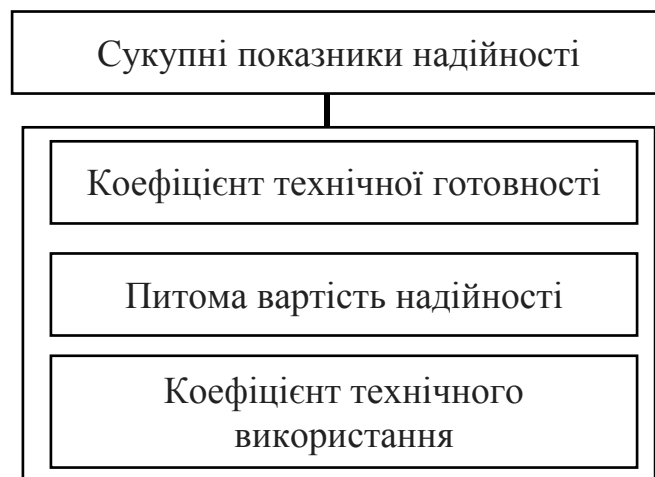 Сукупні показники надійності
Коефіцієнт технічної готовності
Питома вартість надійності
Коефіцієнт технічного
використання